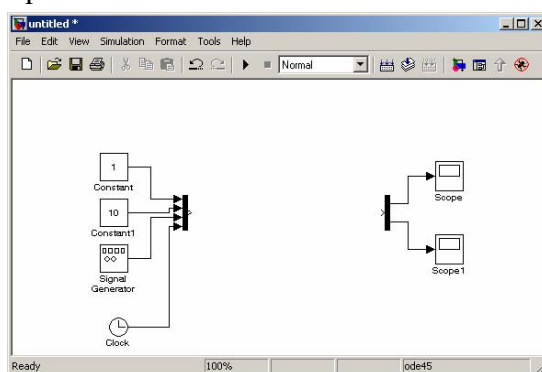 untitled *
File Edit View Simulation Format Tools Help
Normal
1
Constant
10
Constant1
Signal
Generator
Clock
Scope
Scope1
Ready 100% ode45